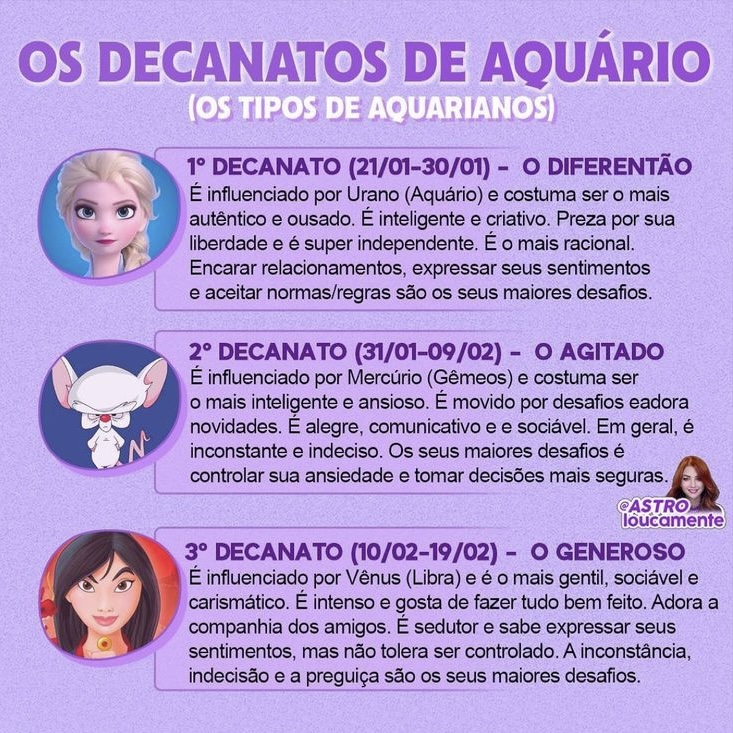 OS DECANATOS DE AQUÁRIO
(OS TIPOS DE AQUARIANOS)
1º DECANATO (21/01-30/01) - O DIFERENTÃO
É influenciado por Urano (Aquário) e costuma ser o mais
autêntico e ousado. É inteligente e criativo. Preza por sua
liberdade e é super independente. É o mais racional.
Encarar relacionamentos, expressar seus sentimentos
e aceitar normas/regras são os seus maiores desafios.
2º DECANATO (31/01-09/02) - O AGITADO
É influenciado por Mercúrio (Gêmeos) e costuma ser
o mais inteligente e ansioso. É movido por desafios eadora
novidades. É alegre, comunicativo e e sociável. Em geral, é
inconstante e indeciso. Os seus maiores desafios é
controlar sua ansiedade e tomar decisões mais seguras.
@ASTRO
loucamente
3º DECANATO (10/02-19/02) - O GENEROSO
É influenciado por Vênus (Libra) e é o mais gentil, sociável e
carismático. É intenso e gosta de fazer tudo bem feito. Adora a
companhia dos amigos. É sedutor e sabe expressar seus
sentimentos, mas não tolera ser controlado. A inconstância,
indecisão e a preguiça são os seus maiores desafios.